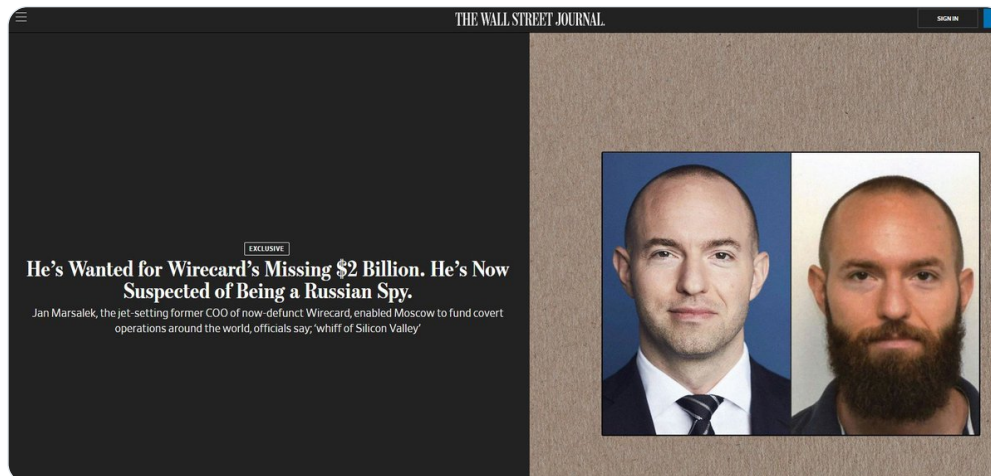 THE WALL STREET JOURNAL.
SIGN IN
EXCLUSIVE
He's Wanted for Wirecard's Missing $2 Billion. He's Now
Suspected of Being a Russian Spy.
Jan Marsalek, the jet-setting former COO of now-defunct Wirecard, enabled Moscow to fund covert
operations around the world, officials say; 'whiff of Silicon Valley'